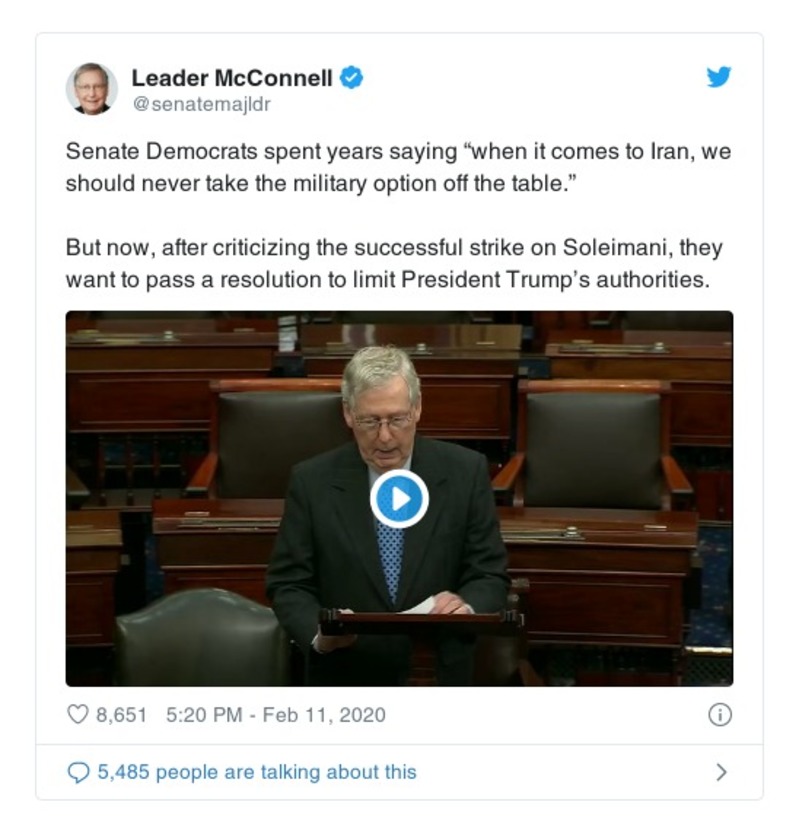 Leader McConnell
@senatemajldr
Senate Democrats spent years saying “when it comes to Iran, we
should never take the military option off the table.”
But now, after criticizing the successful strike on Soleimani, they
want to pass a resolution to limit President Trump’s authorities.
8,651 5:20 PM - Feb 11, 2020
5,485 people are talking about this